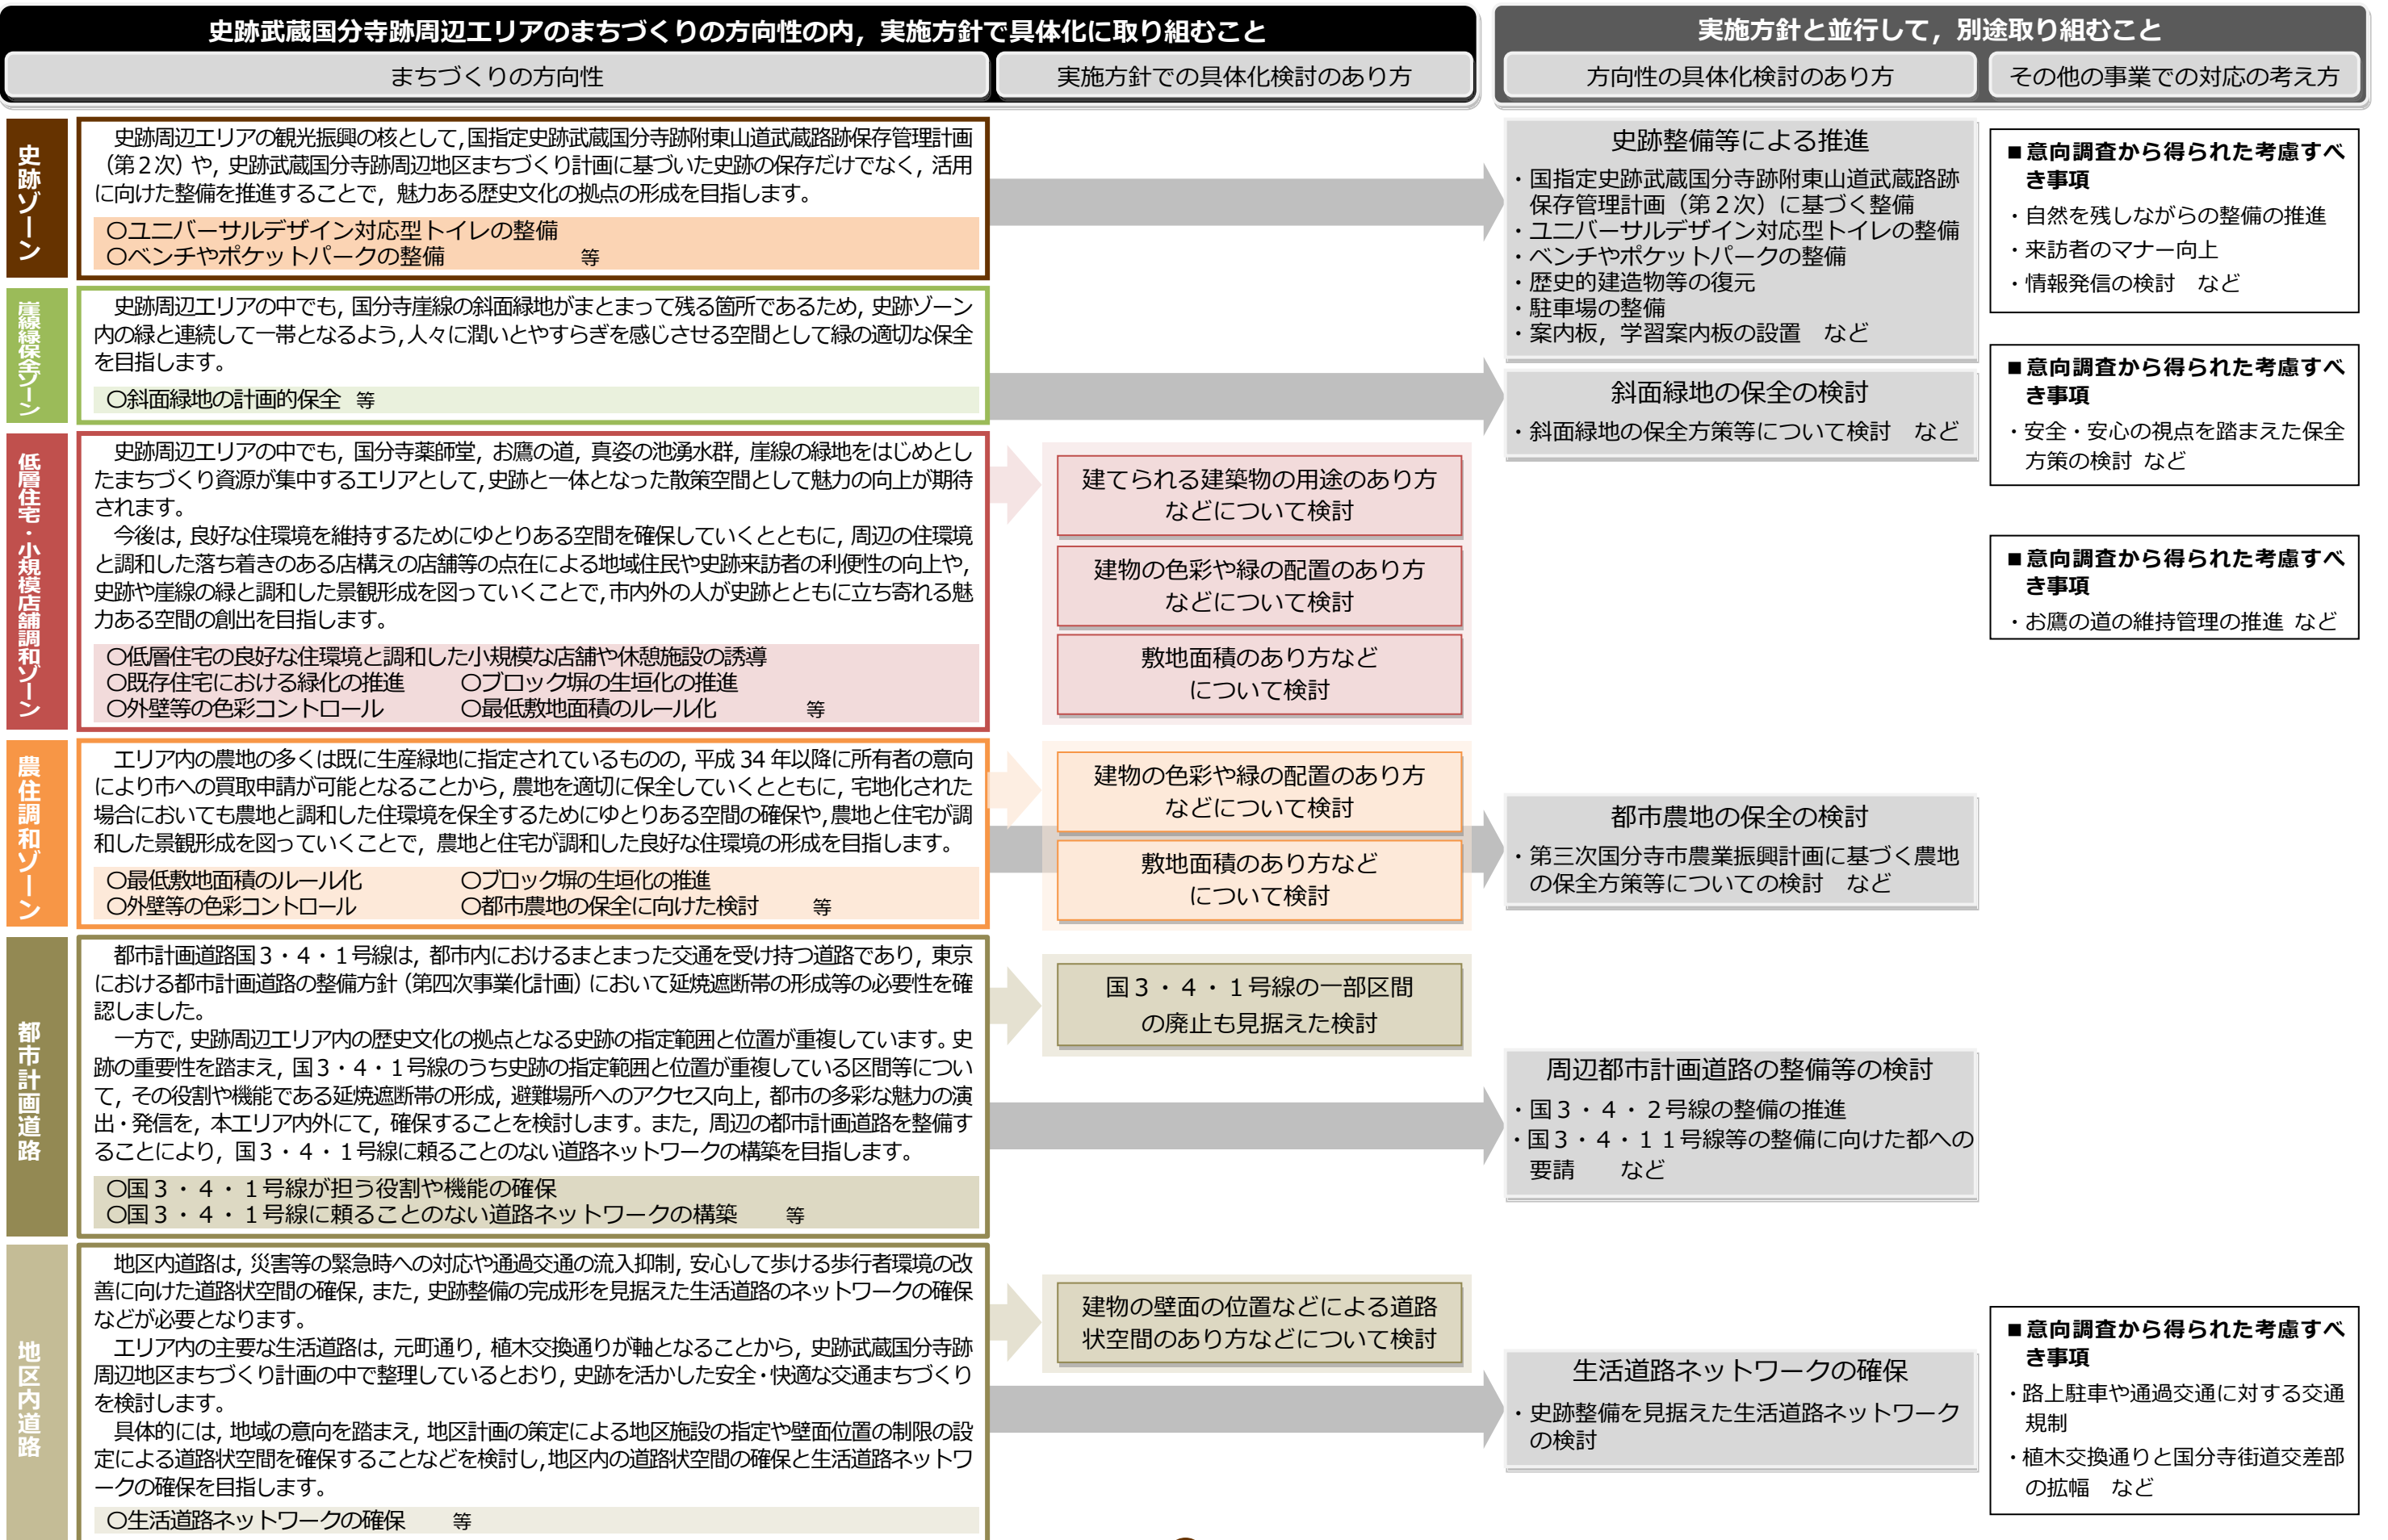 史跡武蔵国分寺跡周辺エリアのまちづくりの方向性の内，実施方針で具体化に取り組むこと
まちづくりの方向性
実施方針での具体化検討のあり方
実施方針と並行して，別途取り組むこと
方向性の具体化検討のあり方
その他の事業での対応の考え方
史跡ゾーン
史跡周辺エリアの観光振興の核として，国指定史跡武蔵国分寺跡附東山道武蔵路跡保存管理計画
（第２次）や，史跡武蔵国分寺跡周辺地区まちづくり計画に基づいた史跡の保存だけでなく，活用
に向けた整備を推進することで，魅力ある歴史文化の拠点の形成を目指します。
○ユニバーサルデザイン対応型トイレの整備
○ベンチやポケットパークの整備　等
史跡整備等による推進
・国指定史跡武蔵国分寺跡附東山道武蔵路跡
保存管理計画（第２次）に基づく整備
・ユニバーサルデザイン対応型トイレの整備
・ベンチやポケットパークの整備
・歴史的建造物等の復元
・駐車場の整備
・案内板，学習案内板の設置　など
■意向調査から得られた考慮すべ
き事項
・自然を残しながらの整備の推進
・来訪者のマナー向上
・情報発信の検討　など
崖線緑保全ゾーン
史跡周辺エリアの中でも，国分寺崖線の斜面緑地がまとまって残る箇所であるため，史跡ゾーン
内の緑と連続して一帯となるよう，人々に潤いとやすらぎを感じさせる空間として緑の適切な保全
を目指します。
○斜面緑地の計画的保全　等
斜面緑地の保全の検討
・斜面緑地の保全方策等について検討　など
■意向調査から得られた考慮すべ
き事項
・安全・安心の視点を踏まえた保全
方策の検討 など
低層住宅・小規模店舗調和ゾーン
史跡周辺エリアの中でも，国分寺薬師堂，お鷹の道，真姿の池湧水群，崖線の緑地をはじめとし
たまちづくり資源が集中するエリアとして，史跡と一体となった散策空間として魅力の向上が期待
されます。
今後は，良好な住環境を維持するためにゆとりある空間を確保していくとともに，周辺の住環境
と調和した落ち着きのある店構えの店舗等の点在による地域住民や史跡来訪者の利便性の向上や，
史跡や崖線の緑と調和した景観形成を図っていくことで，市内外の人が史跡とともに立ち寄れる魅
力ある空間の創出を目指します。
○低層住宅の良好な住環境と調和した小規模な店舗や休憩施設の誘導
○既存住宅における緑化の推進　○ブロック塀の生垣化の推進
○外壁等の色彩コントロール　○最低敷地面積のルール化　等
建てられる建築物の用途のあり方
などについて検討
建物の色彩や緑の配置のあり方
などについて検討
敷地面積のあり方など
について検討
■意向調査から得られた考慮すべ
き事項
・お鷹の道の維持管理の推進 など
農住調和ゾーン
エリア内の農地の多くは既に生産緑地に指定されているものの，平成 34 年以降に所有者の意向
により市への買取申請が可能となることから，農地を適切に保全していくとともに，宅地化された
場合においても農地と調和した住環境を保全するためにゆとりある空間の確保や，農地と住宅が調
和した景観形成を図っていくことで，農地と住宅が調和した良好な住環境の形成を目指します。
○最低敷地面積のルール化　○ブロック塀の生垣化の推進
○外壁等の色彩コントロール　○都市農地の保全に向けた検討　等
建物の色彩や緑の配置のあり方
などについて検討
敷地面積のあり方など
について検討
都市農地の保全の検討
・第三次国分寺市農業振興計画に基づく農地
の保全方策等についての検討　など
都市計画道路
都市計画道路国３・４・１号線は，都市内におけるまとまった交通を受け持つ道路であり，東京
における都市計画道路の整備方針（第四次事業化計画）において延焼遮断帯の形成等の必要性を確
認しました。
一方で，史跡周辺エリア内の歴史文化の拠点となる史跡の指定範囲と位置が重複しています。史
跡の重要性を踏まえ，国３・４・１号線のうち史跡の指定範囲と位置が重複している区間等につい
て，その役割や機能である延焼遮断帯の形成，避難場所へのアクセス向上，都市の多彩な魅力の演
出・発信を，本エリア内外にて，確保することを検討します。また，周辺の都市計画道路を整備す
ることにより，国３・４・１号線に頼ることのない道路ネットワークの構築を目指します。
○国３・４・１号線が担う役割や機能の確保
○国３・４・１号線に頼ることのない道路ネットワークの構築　等
国３・４・１号線の一部区間
の廃止も見据えた検討
周辺都市計画道路の整備等の検討
・国３・４・２号線の整備の推進
・国３・４・１１号線等の整備に向けた都への
要請　など
地区内道路
地区内道路は，災害等の緊急時への対応や通過交通の流入抑制，安心して歩ける歩行者環境の改
善に向けた道路状空間の確保，また，史跡整備の完成形を見据えた生活道路のネットワークの確保
などが必要となります。
エリア内の主要な生活道路は，元町通り，植木交換通りが軸となることから，史跡武蔵国分寺跡
周辺地区まちづくり計画の中で整理しているとおり，史跡を活かした安全・快適な交通まちづくり
を検討します。
具体的には，地域の意向を踏まえ，地区計画の策定による地区施設の指定や壁面位置の制限の設
定による道路状空間を確保することなどを検討し，地区内の道路状空間の確保と生活道路ネットワ
ークの確保を目指します。
○生活道路ネットワークの確保　等
建物の壁面の位置などによる道路
状空間のあり方などについて検討
生活道路ネットワークの確保
・史跡整備を見据えた生活道路ネットワーク
の検討
■意向調査から得られた考慮すべ
き事項
・路上駐車や通過交通に対する交通
規制
・植木交換通りと国分寺街道交差部
の拡幅　など